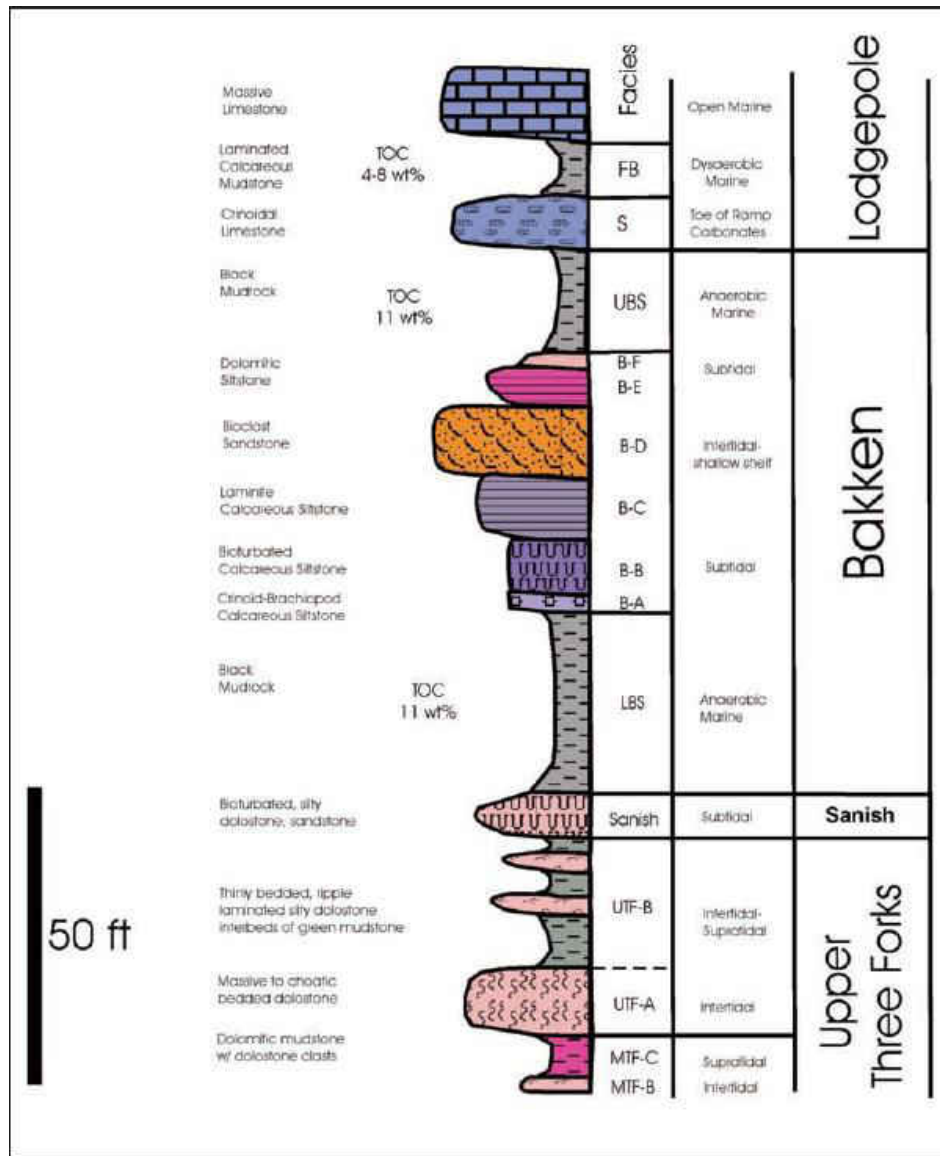 Facies
Lodgepole
Massive
Limestone
Open Marine
Laminated
Calcareous
Mudstone
TOC
4-8 wt%
FB
Dysaerobic
Marine
Crinoidal
Limestone
S
Toe of Ramp
Carbonates
Black
Mudrock
TOC
11 wt%
UBS
Anaerobic
Marine
Bakken
Dolomitic
Siltstone
B-F
B-E
Subtidal
Bioclast
Sandstone
B-D
Intertidal-
shallow shelf
Laminite
Calcareous Siltstone
B-C
Bioturbated
Calcareous Siltstone
B-B
Subtidal
Crinoid-Brachiopod
Calcareous Siltstone
B-A
Black
Mudrock
TOC
11 wt%
LBS
Anaerobic
Marine
Bioturbated, silty
dolostone, sandstone
Sanish
Subtidal
Sanish
Thinly bedded, ripple
laminated silty dolostone
interbeds of green mudstone
UTF-B
Intertidal-
Supratidal
Upper
Three Forks
50 ft
Massive to choatic
bedded dolostone
UTF-A
Intertidal
Dolomitic mudstone
w/ dolostone clasts
MTF-C
Supratidal
MTF-B
Intertidal